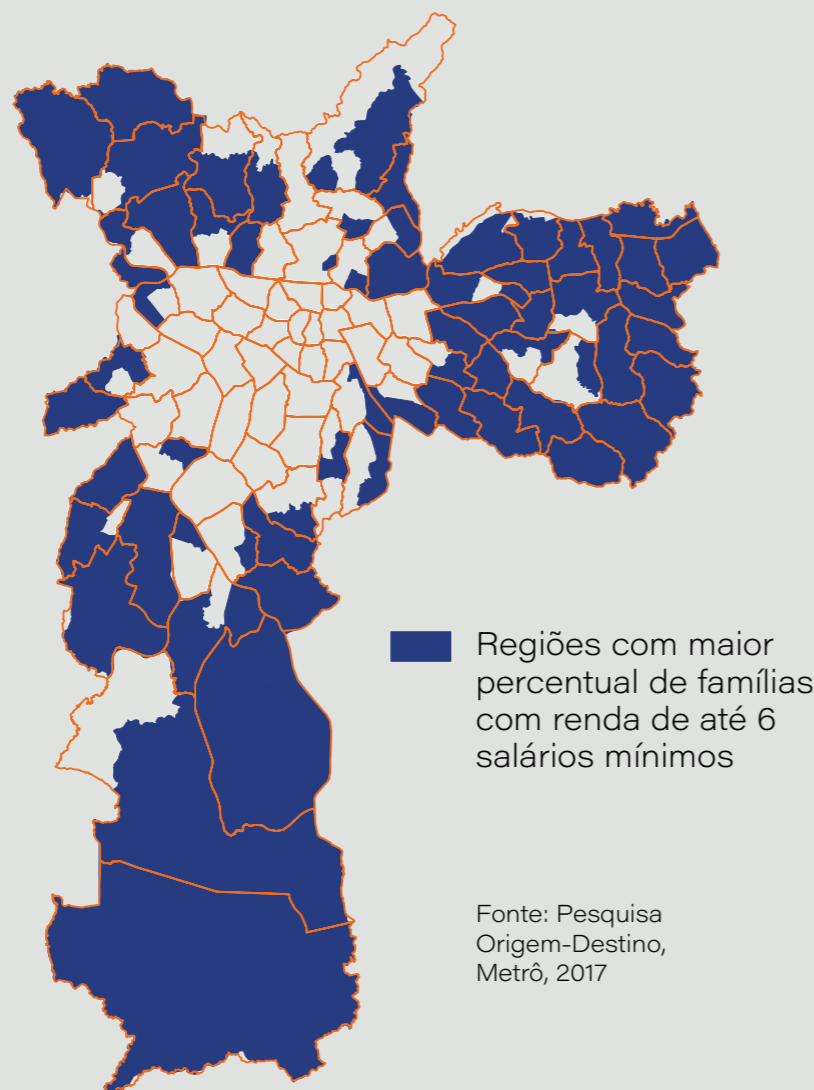 Regiões com maior
percentual de famílias
com renda de até 6
salários mínimos
Fonte: Pesquisa
Origem-Destino,
Metrô, 2017